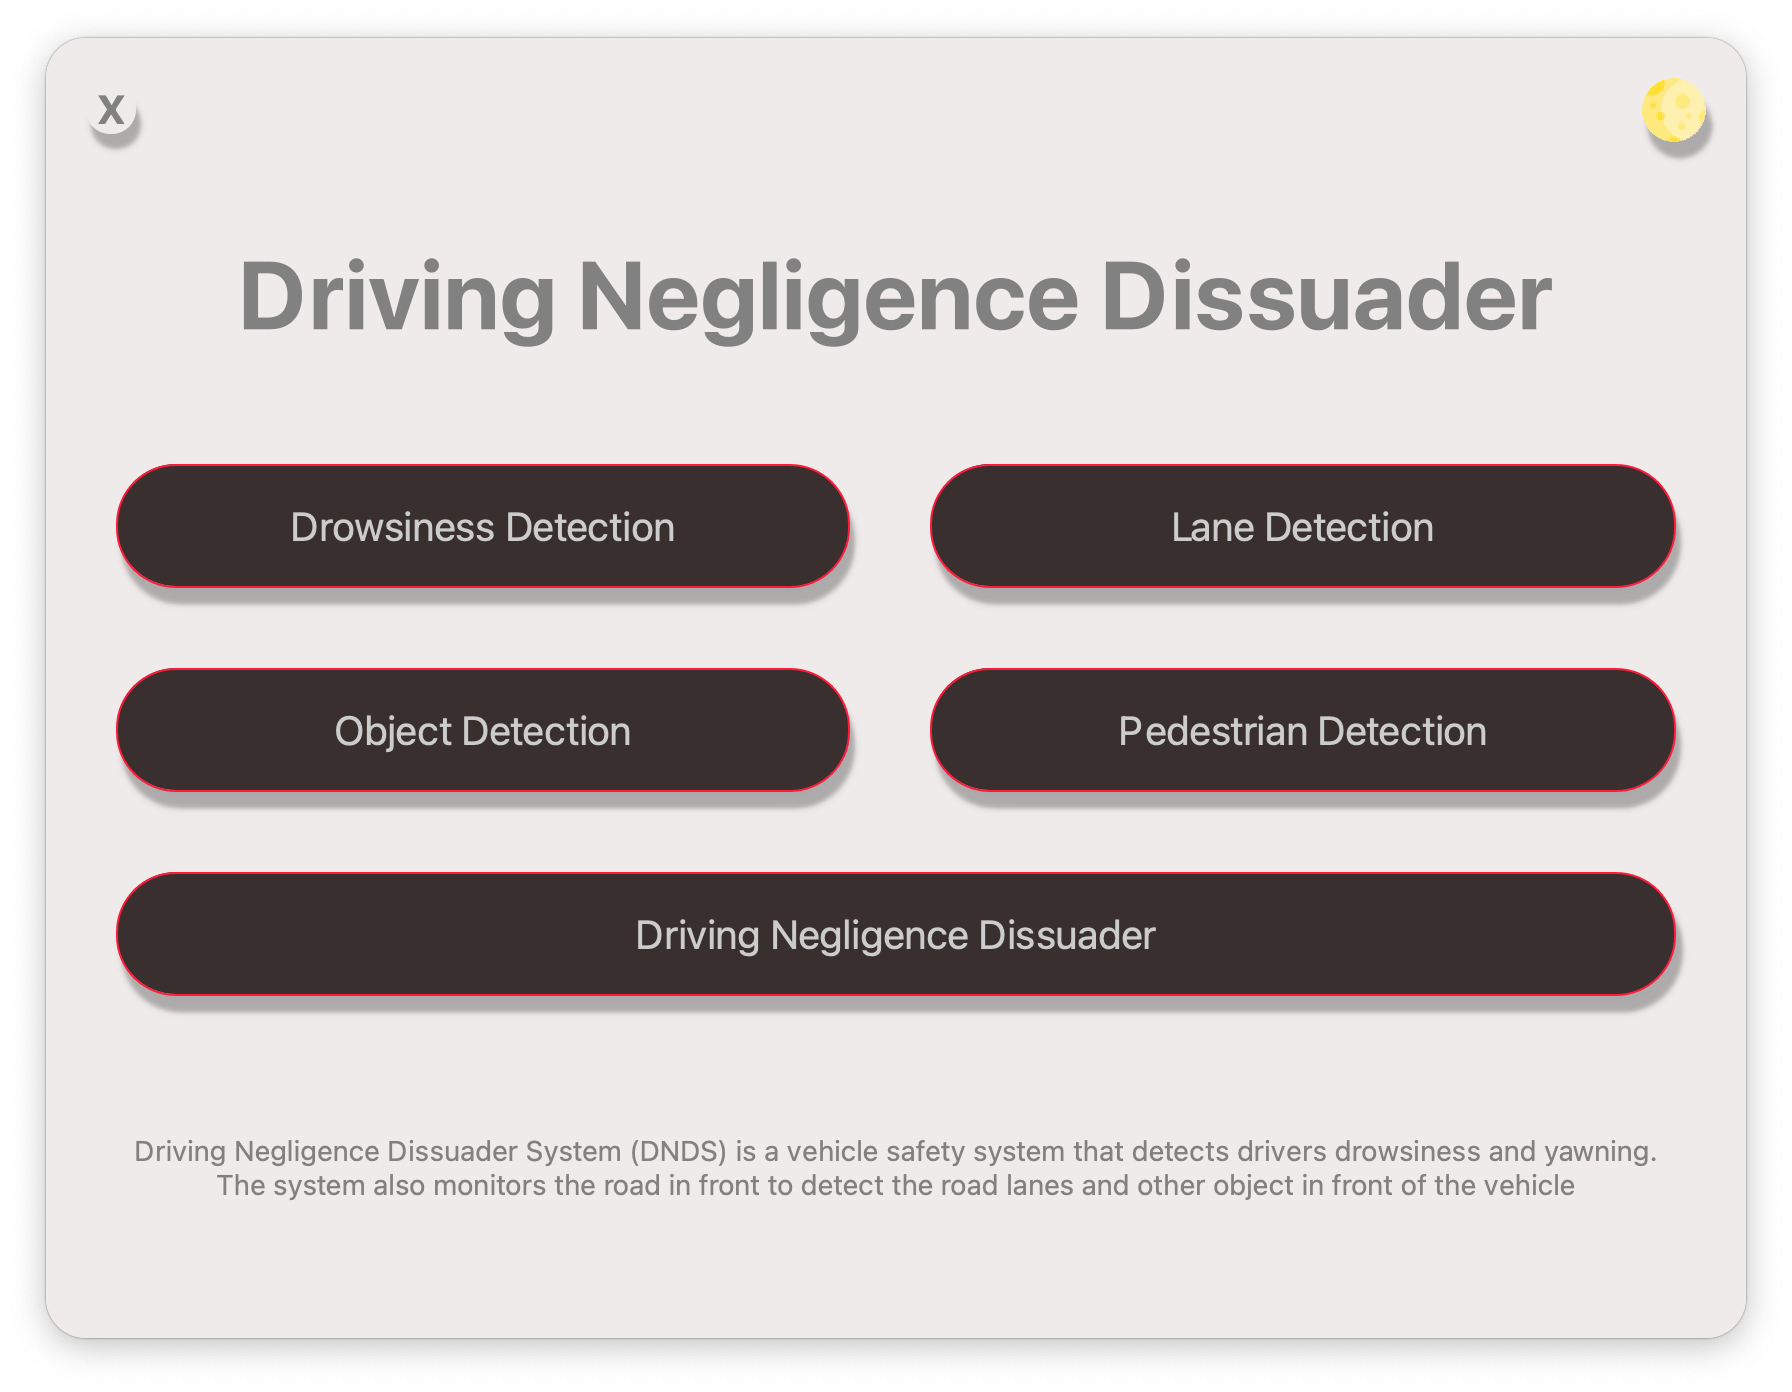 X
Driving Negligence Dissuader
Drowsiness Detection
Lane Detection
Object Detection
Pedestrian Detection
Driving Negligence Dissuader
Driving Negligence Dissuader System (DNDS) is a vehicle safety system that detects drivers drowsiness and yawning.
The system also monitors the road in front to detect the road lanes and other object in front of the vehicle